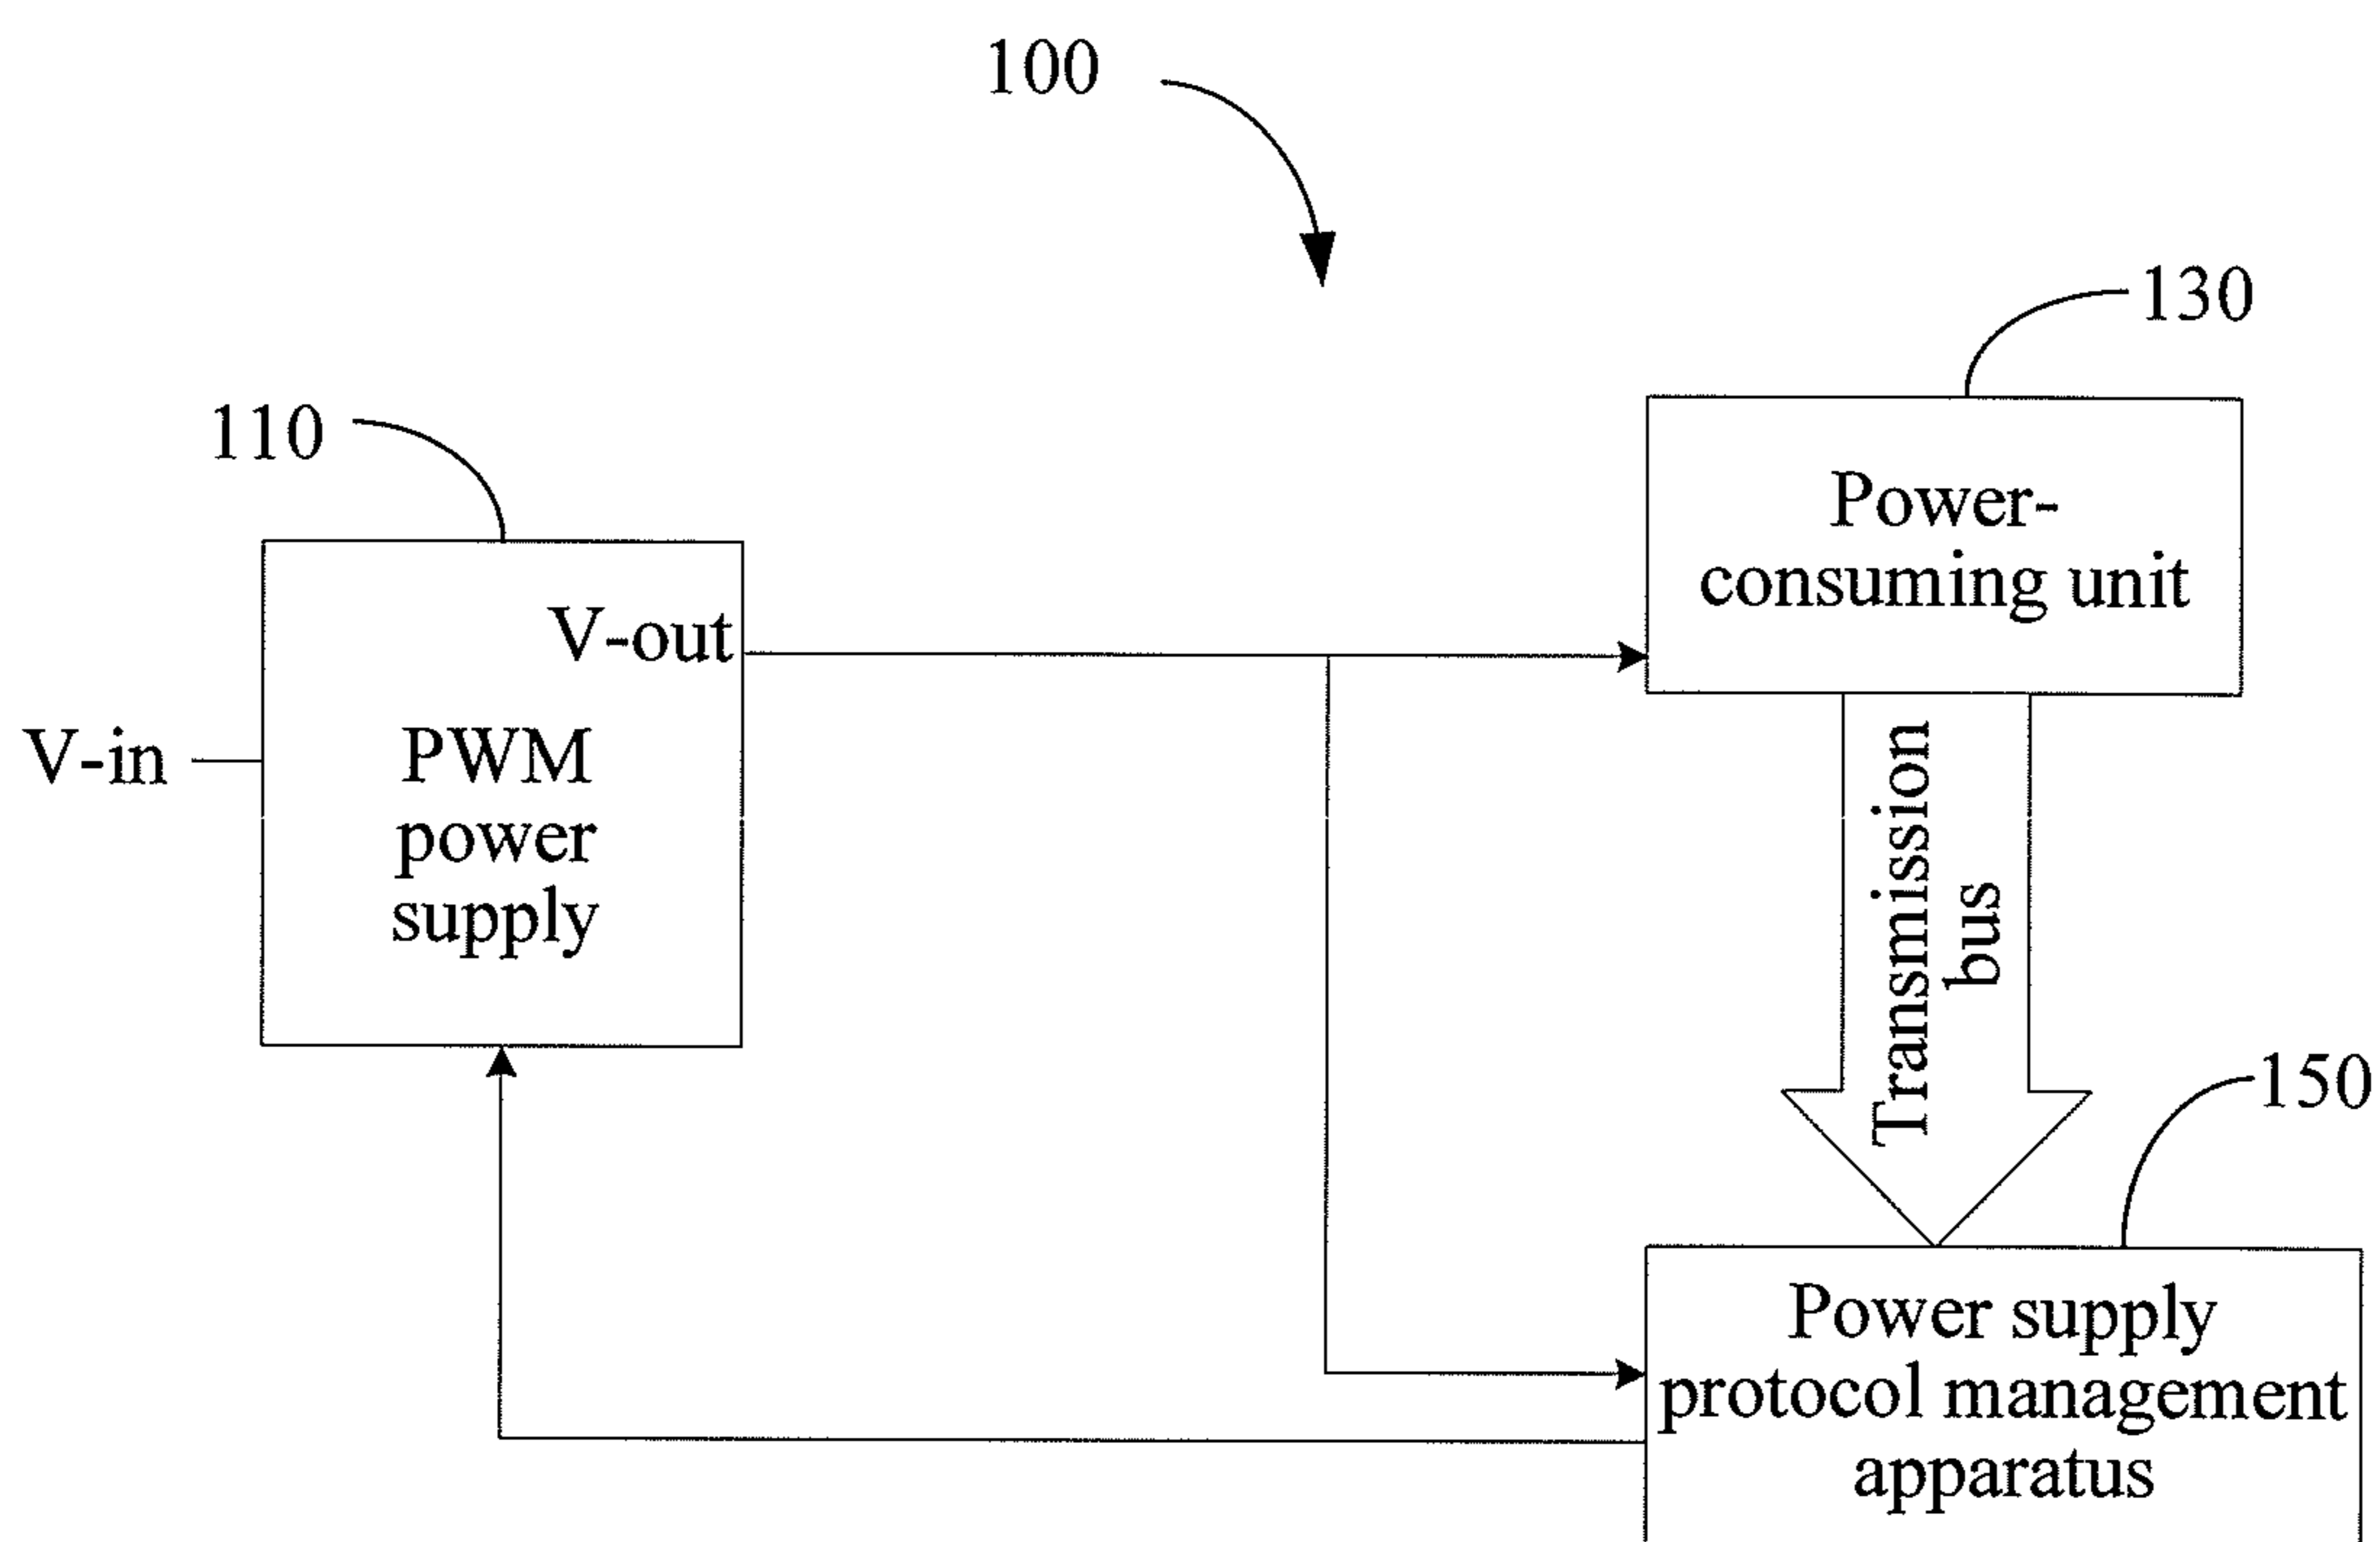 100
130
110
Power-
consuming unit
V-out
V-in
PWM
power
supply
Transmission
bus
150
Power supply
protocol management
apparatus